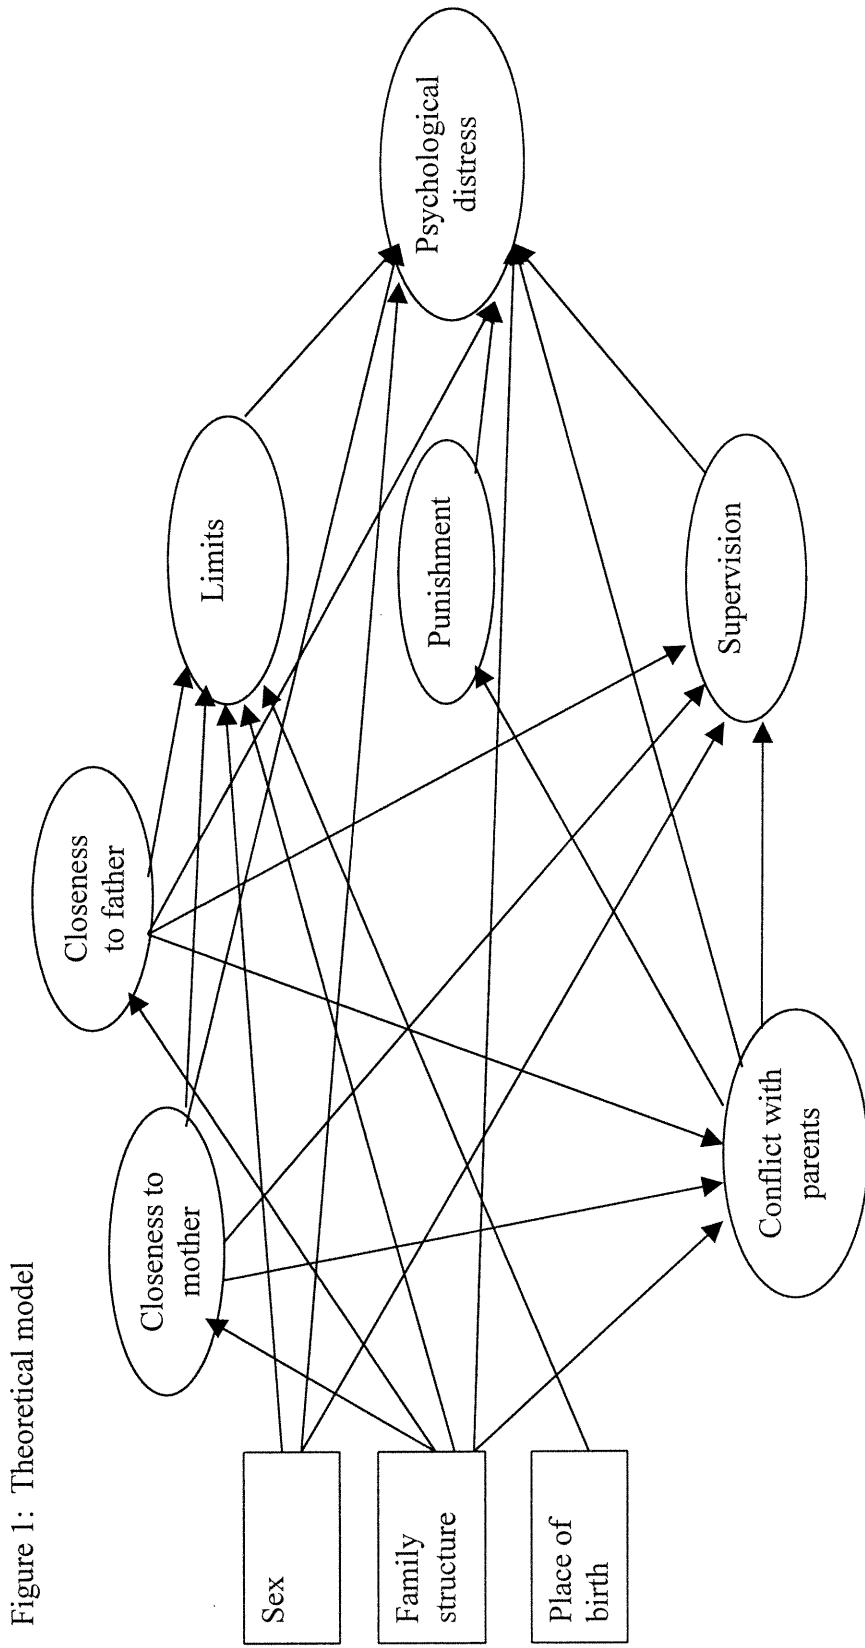 Figure 1: Theoretical model
Closeness to
mother
Closeness
to father
Limits
Psychological
distress
Sex
Family
structure
Place of
birth
Punishment
Supervision
Conflict with
parents